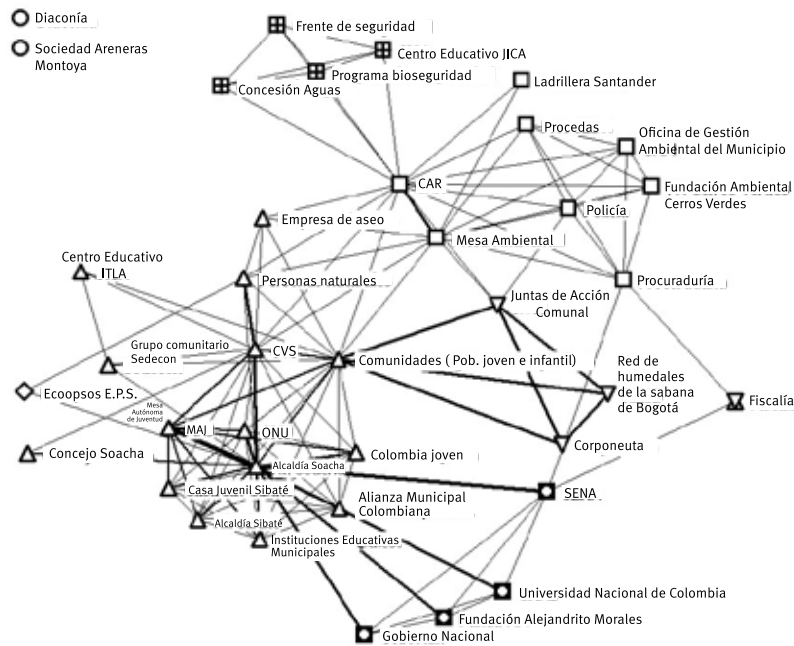 Diaconía
Sociedad Areneras
Montoya
Frente de seguridad
Centro Educativo JICA
Programa bioseguridad
Concesión Aguas
Ladrillera Santander
Procedas
Oficina de Gestión
Ambiental del Municipio
CAR
Fundación Ambiental
Cerros Verdes
Policía
Empresa de aseo
Mesa Ambiental
Centro Educativo
ITLA
Personas naturales
Procuraduría
Juntas de Acción
Comunal
Grupo comunitario
Sedecon
CVS
Comunidades ( Pob. joven e infantil)
Red de
humedales
de la sabana
de Bogotá
Ecoopsos E.P.S.
Fiscalía
Mesa
Autónoma
de Juventud
MAJ
ONU
Corponeuta
Concejo Soacha
Colombia joven
Alcaldía Soacha
Casa Juvenil Sibaté
SENA
Alianza Municipal
Colombiana
Alcaldía Sibaté
Instituciones Educativas
Municipales
Universidad Nacional de Colombia
Fundación Alejandrito Morales
Gobierno Nacional